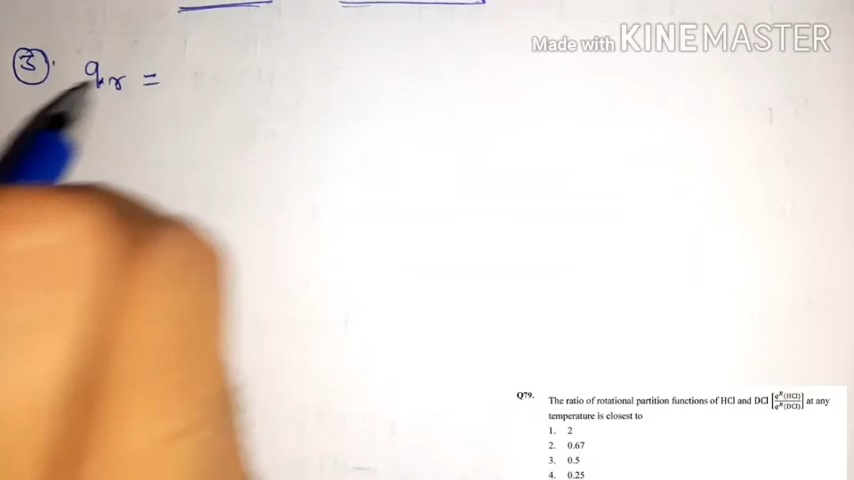 Made with KINEMASTER
3. qr =
Q79. The ratio of rotational partition functions of HCl and DCl [q^R(HCl)/q^R(DCl)] at any
temperature is closest to
1. 2
2. 0.67
3. 0.5
4. 0.25